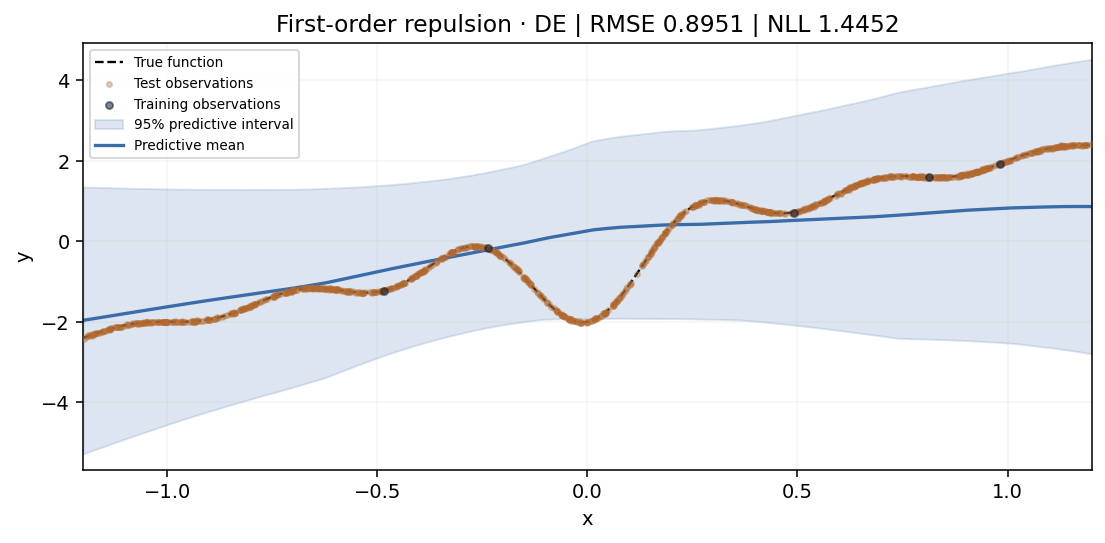 First-order repulsion · DE | RMSE 0.8951 | NLL 1.4452
True function
Test observations
Training observations
95% predictive interval
Predictive mean
y
4
2
0
−2
−4
−1.0
−0.5
0.0
0.5
1.0
x